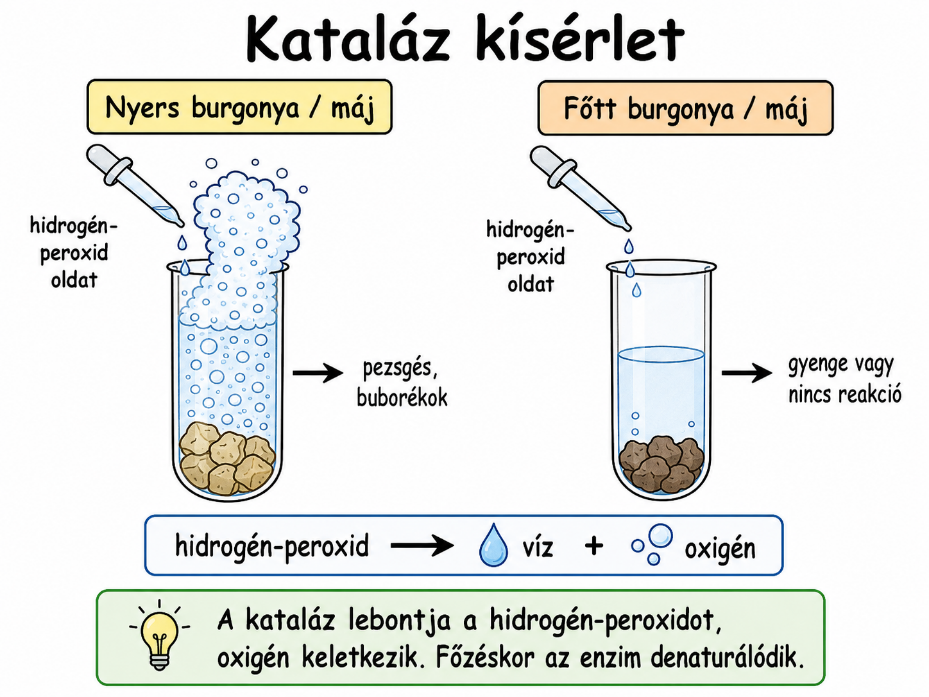 Kataláz kísérlet
Nyers burgonya / máj
Főtt burgonya / máj
hidrogén-
peroxid
oldat
hidrogén-
peroxid
oldat
pezsgés,
buborékok
gyenge vagy
nincs reakció
hidrogén-peroxid → víz + oxigén
A kataláz lebontja a hidrogén-peroxidot,
oxigén keletkezik. Főzéskor az enzim denaturálódik.